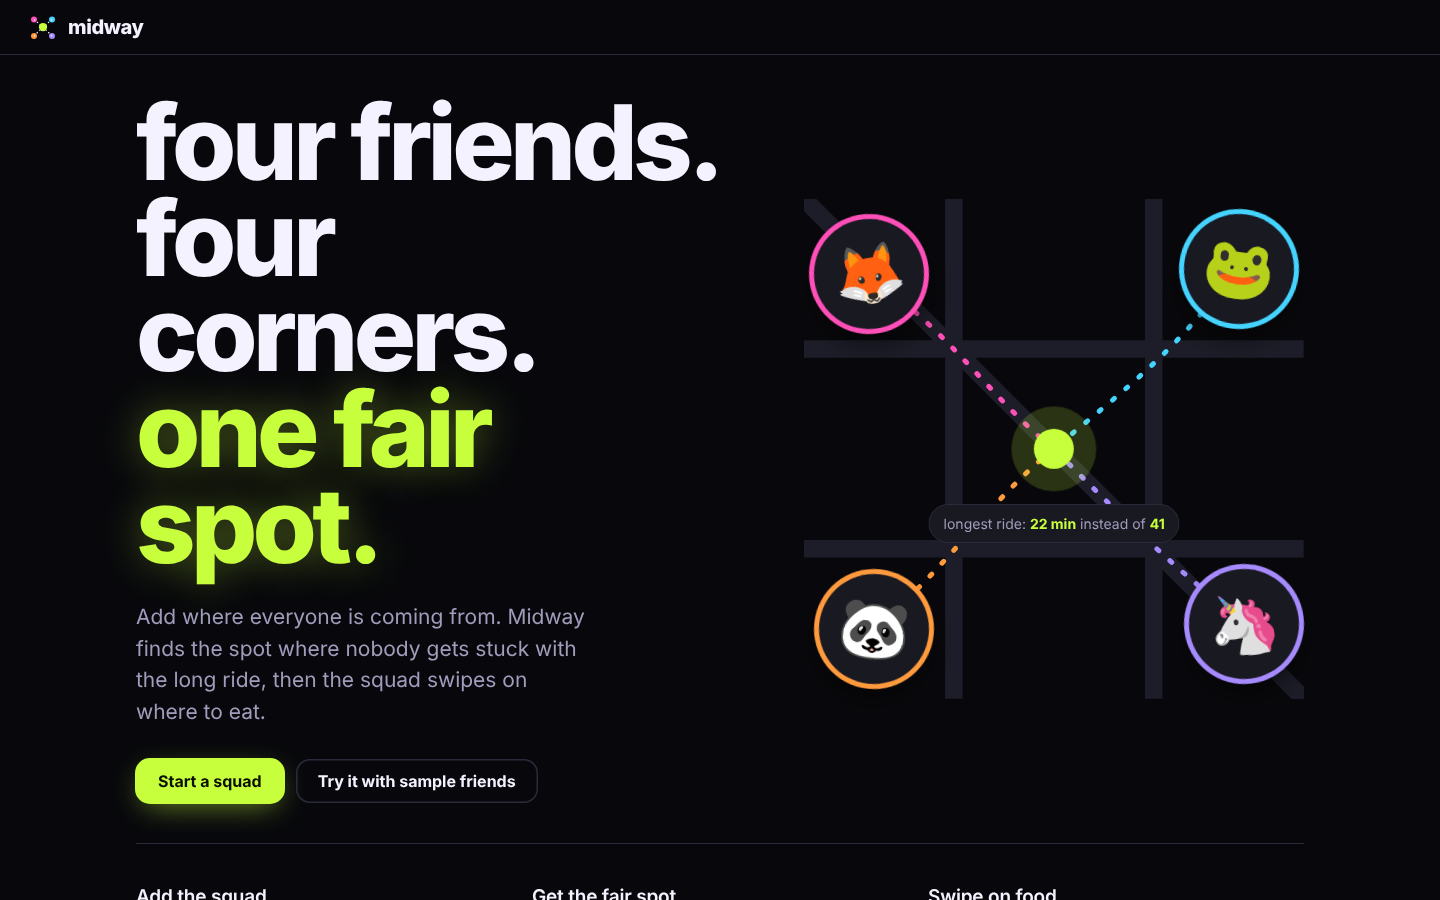 midway
four friends.
four
corners.
one fair
spot.
Add where everyone is coming from. Midway
finds the spot where nobody gets stuck with
the long ride, then the squad swipes on
where to eat.
Start a squad
Try it with sample friends
longest ride: 22 min instead of 41
Add the squad
Get the fair spot
Swipe on food